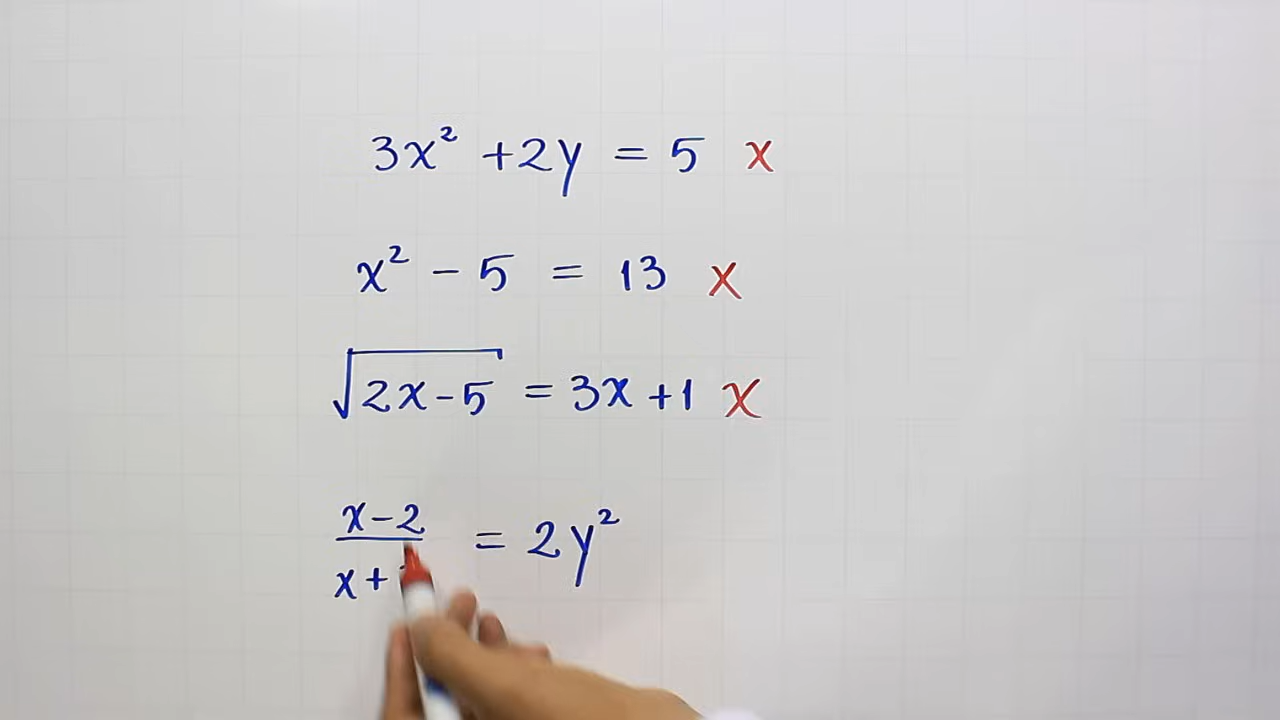 3x² + 2y = 5 x
x² - 5 = 13 x
√(2x-5) = 3x + 1 x
x-2
= 2y²
x +